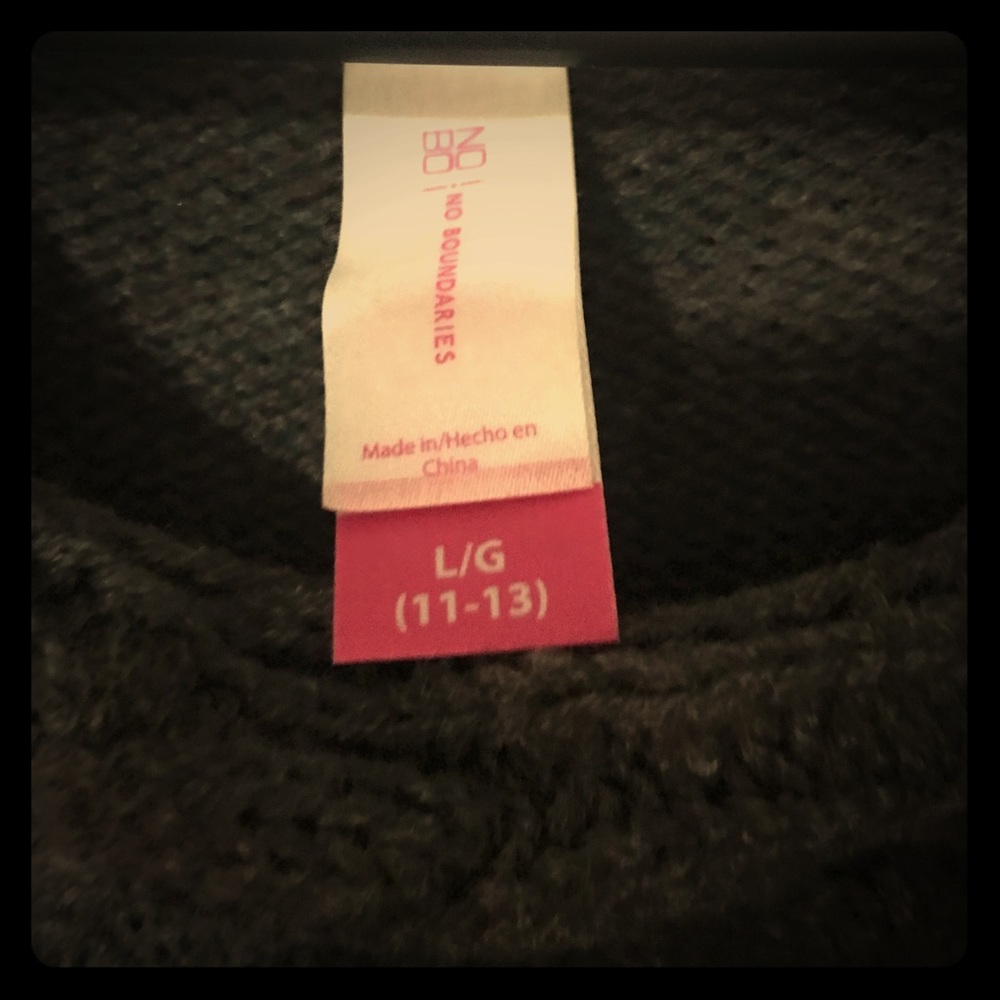 NO
BO
NO BOUNDARIES
Made in/Hecho en
China
L/G
(11-13)